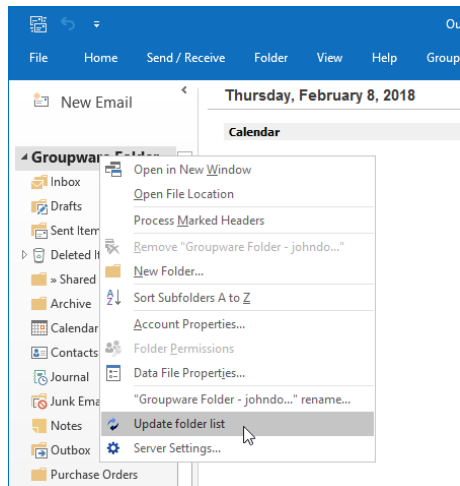 Ou
File Home Send / Receive Folder View Help Group
New Email
Thursday, February 8, 2018
Calendar
Groupware Folder
Inbox
Drafts
Sent Item
Deleted It
» Shared
Archive
Calendar
Contacts
Journal
Junk Ema
Notes
Outbox
Purchase Orders
Open in New Window
Open File Location
Process Marked Headers
Remove "Groupware Folder - johndo..."
New Folder...
Sort Subfolders A to Z
Account Properties...
Folder Permissions
Data File Properties...
"Groupware Folder - johndo..." rename...
Update folder list
Server Settings...